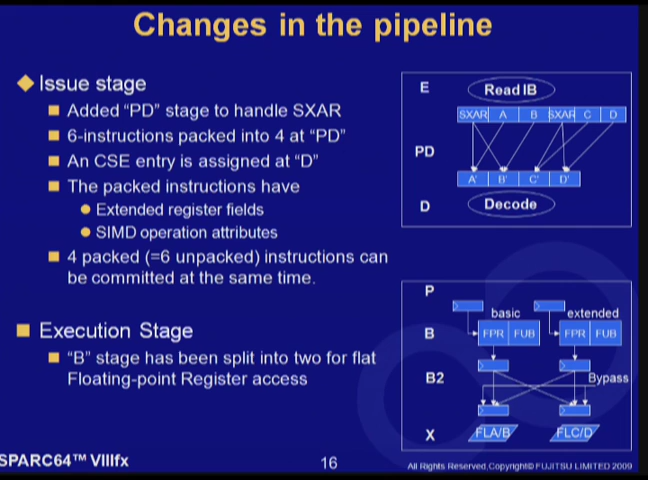 Changes in the pipeline
Issue stage
Added “PD” stage to handle SXAR
6-instructions packed into 4 at “PD”
An CSE entry is assigned at “D”
The packed instructions have
Extended register fields
SIMD operation attributes
4 packed (=6 unpacked) instructions can
be committed at the same time.
Execution Stage
“B” stage has been split into two for flat
Floating-point Register access
E
Read IB
SXAR A B SXAR C D
PD
A' B' C' D'
D
Decode
P
basic extended
B
FPR FUB FPR FUB
B2
Bypass
X
FLA/B FLC/D
SPARC64™ VIIIfx
16
All Rights Reserved,Copyright© FUJITSU LIMITED 2009